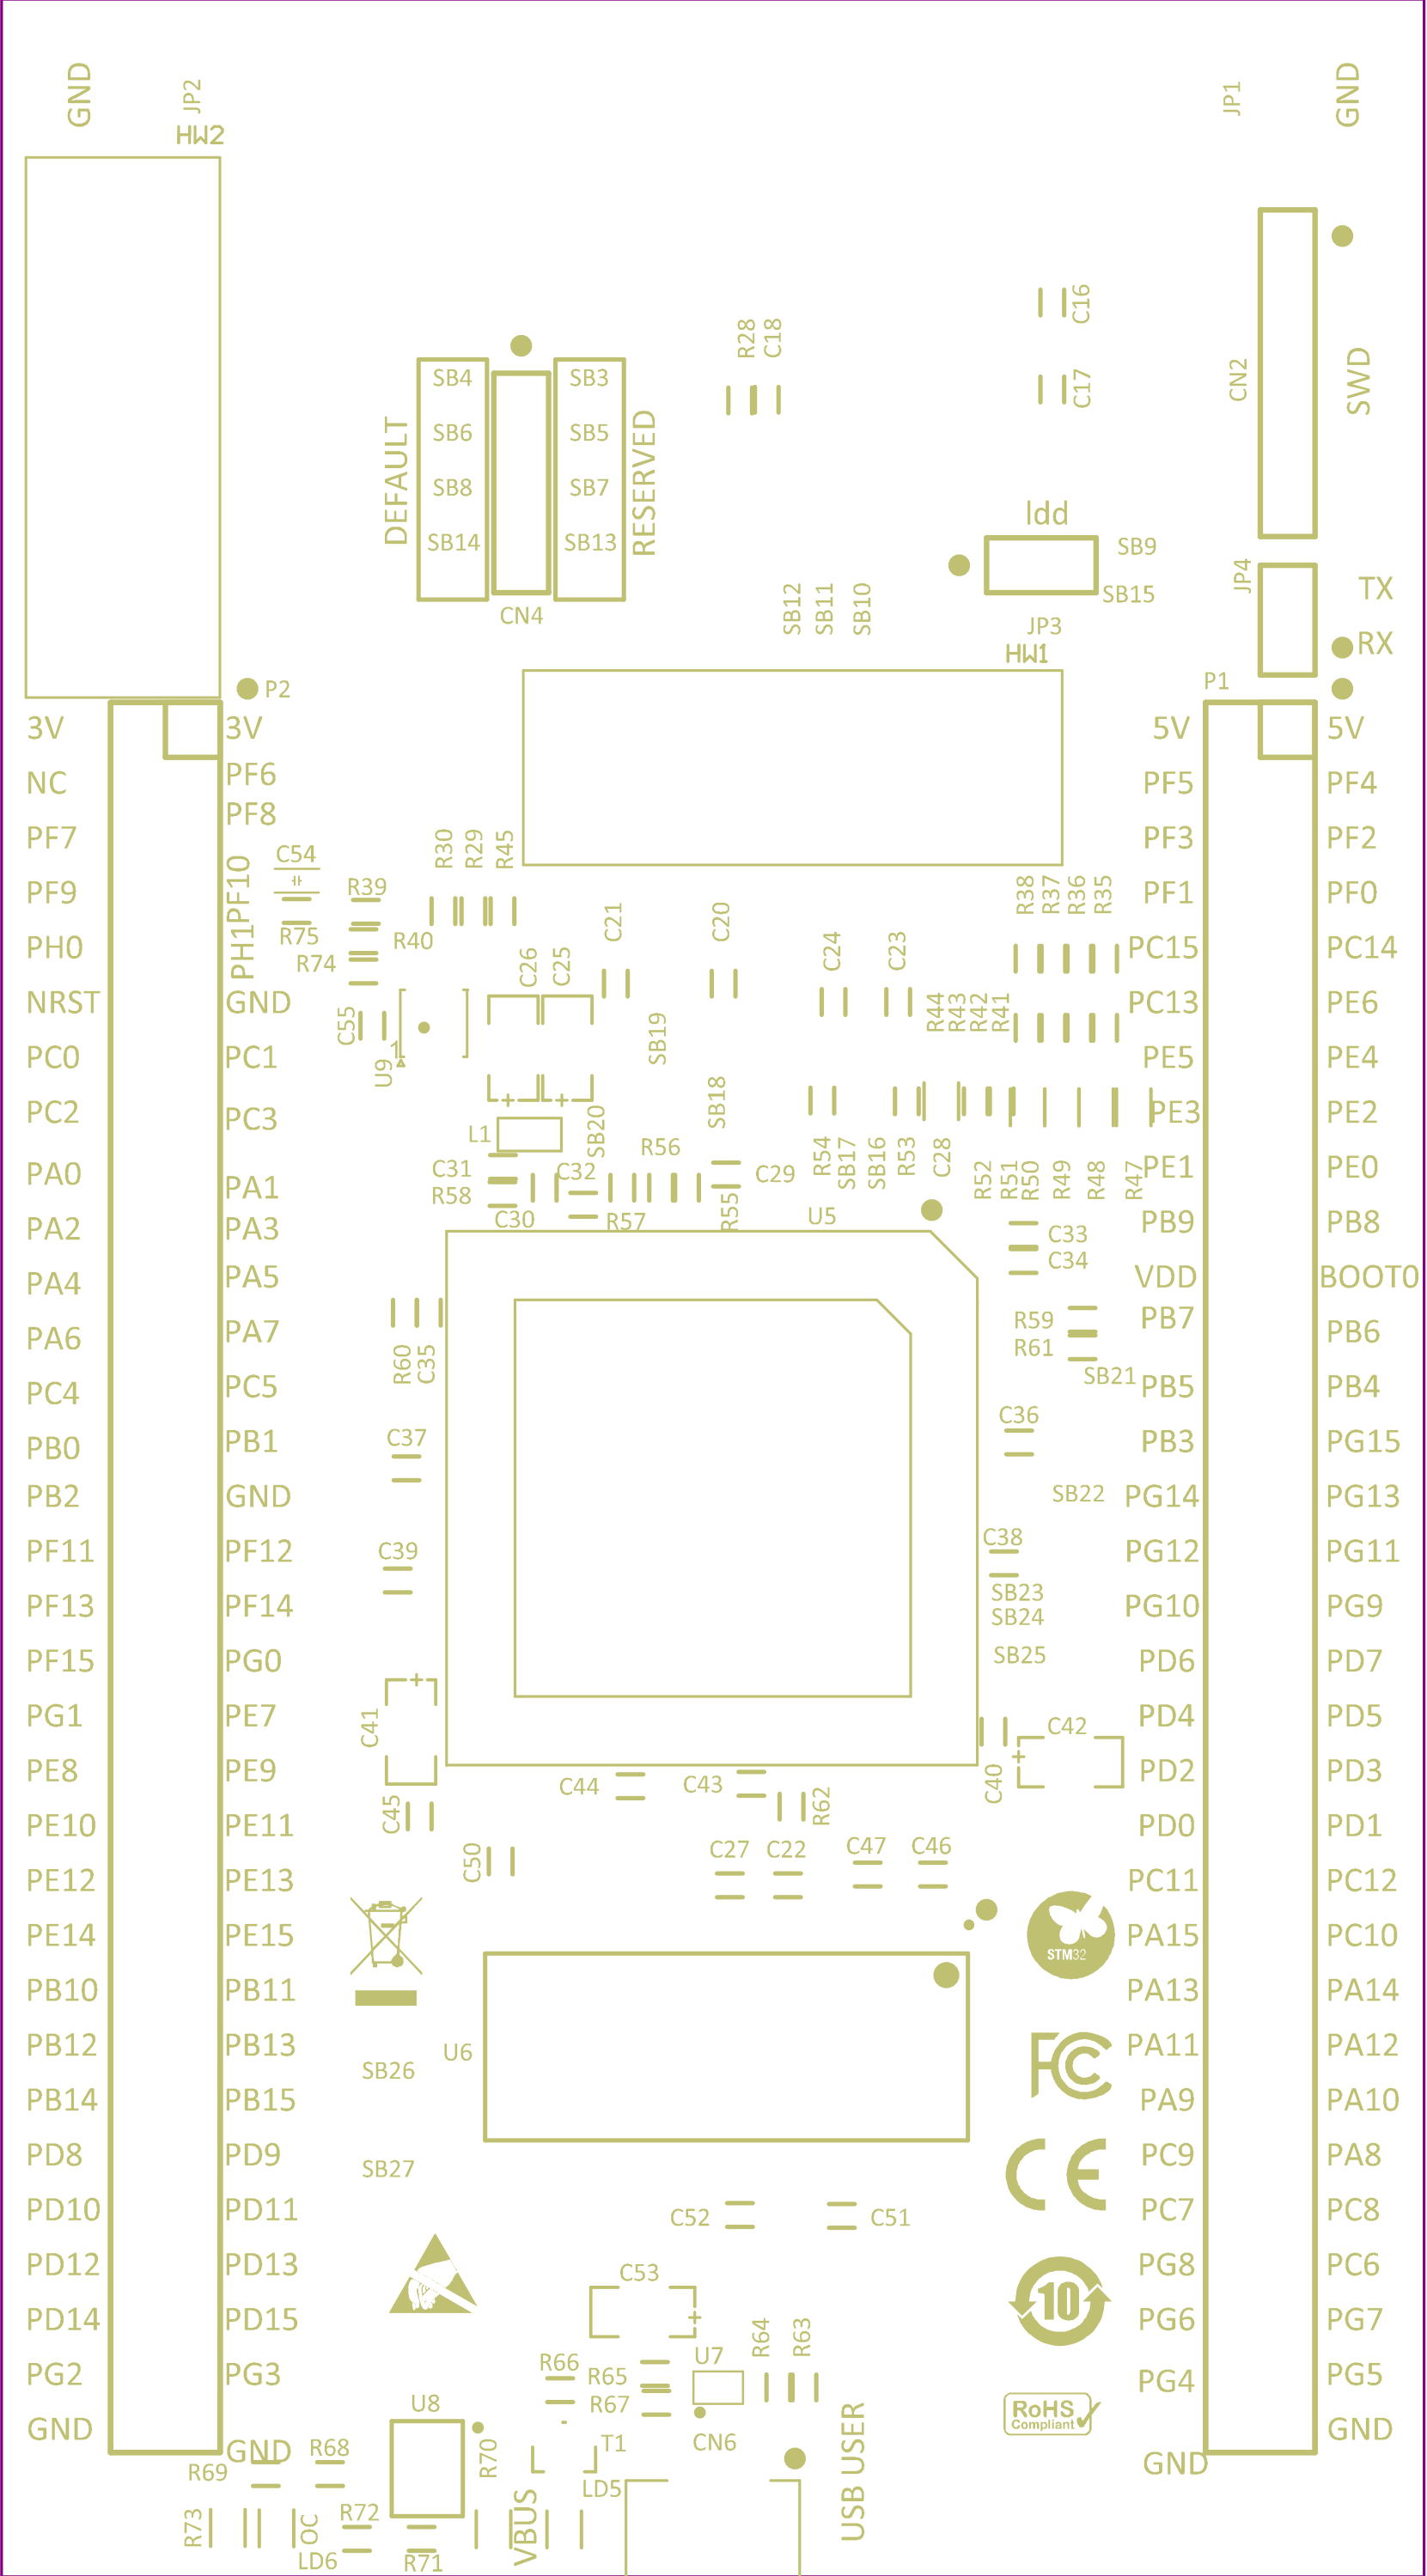 GND
JP2
HW2
JP1
GND
C16
C17
R28
C18
CN2
SWD
DEFAULT
SB4
SB6
SB8
SB14
SB3
SB5
SB7
SB13
RESERVED
CN4
Idd
SB9
SB15
JP3
HW1
SB12
SB11
SB10
JP4
TX
RX
P2
P1
3V
3V
5V
5V
NC
PF6
PF5
PF4
PF7
PF8
PF3
PF2
PF9
PF10
PF1
PF0
PH0
PH1
PC15
PC14
NRST
GND
PC13
PE6
PC0
PC1
PE5
PE4
PC2
PC3
PE3
PE2
PA0
PA1
PE1
PE0
PA2
PA3
PB9
PB8
PA4
PA5
VDD
BOOT0
PA6
PA7
PB7
PB6
PC4
PC5
PB5
PB4
PB0
PB1
PB3
PG15
PB2
GND
PG14
PG13
PF11
PF12
PG12
PG11
PF13
PF14
PG10
PG9
PF15
PG0
PD6
PD7
PG1
PE7
PD4
PD5
PE8
PE9
PD2
PD3
PE10
PE11
PD0
PD1
PE12
PE13
PC11
PC12
PE14
PE15
PA15
PC10
PB10
PB11
PA13
PA14
PB12
PB13
PA11
PA12
PB14
PB15
PA9
PA10
PD8
PD9
PC9
PA8
PD10
PD11
PC7
PC8
PD12
PD13
PG8
PC6
PD14
PD15
PG6
PG7
PG2
PG3
PG4
PG5
GND
GND
GND
GND
C54
R75
R39
R40
R74
C55
U9
1
R30
R29
R45
C26
C25
C21
C20
C24
C23
R38
R37
R36
R35
R44
R43
R42
R41
SB19
SB18
SB20
L1
C31
R58
C30
C32
R57
R56
R55
C29
R54
SB17
SB16
R53
C28
R52
R51
R50
R49
R48
R47
U5
C33
C34
R59
R61
SB21
R60
C35
C37
C36
SB22
C39
C38
SB23
SB24
SB25
C41
C42
C40
C44
C43
R62
C45
C50
C27
C22
C47
C46
STM32
U6
SB26
SB27
FC
CE
C52
C51
C53
10
R64
R63
R66
R65
R67
U7
U8
RoHS
Compliant
R70
T1
CN6
LD5
USB USER
VBUS
R69
R68
R73
OC
R72
LD6
R71